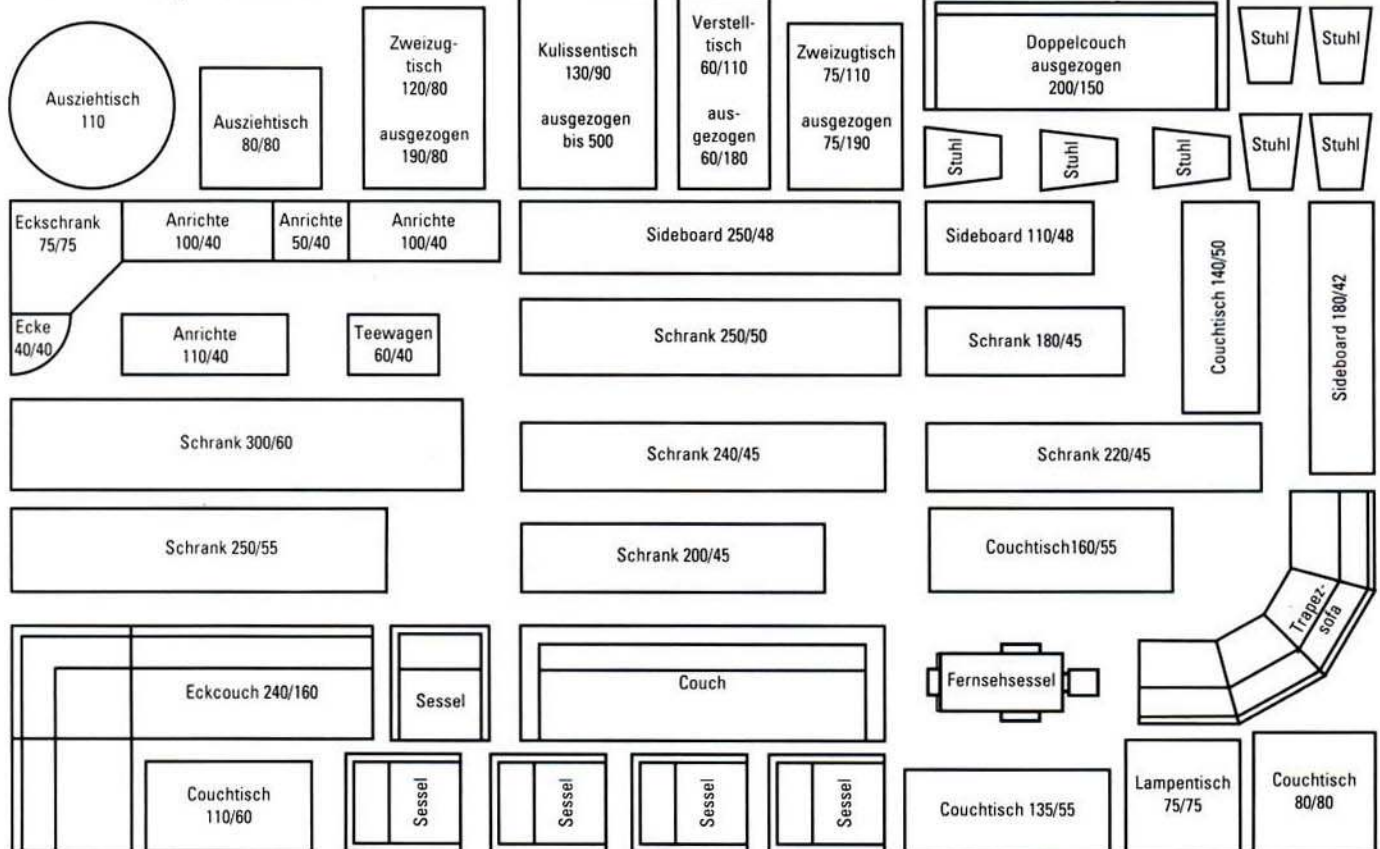 Ausziehtisch
110
Ausziehtisch
80/80
Zweizug-
tisch
120/80
ausgezogen
190/80
Kulissentisch
130/90
ausgezogen
bis 500
Verstell-
tisch
60/110
aus-
gezogen
60/180
Zweizugtisch
75/110
ausgezogen
75/190
Doppelcouch
ausgezogen
200/150
Stuhl
Stuhl
Stuhl
Stuhl
Stuhl
Stuhl
Stuhl
Eckschrank
75/75
Anrichte
100/40
Anrichte
50/40
Anrichte
100/40
Sideboard 250/48
Sideboard 110/48
Couchtisch 140/50
Sideboard 180/42
Ecke
40/40
Anrichte
110/40
Teewagen
60/40
Schrank 250/50
Schrank 180/45
Schrank 300/60
Schrank 240/45
Schrank 220/45
Schrank 250/55
Schrank 200/45
Couchtisch160/55
Trapez-
sofa
Eckcouch 240/160
Sessel
Couch
Fernsehsessel
Couchtisch
110/60
Sessel
Sessel
Sessel
Sessel
Couchtisch 135/55
Lampentisch
75/75
Couchtisch
80/80